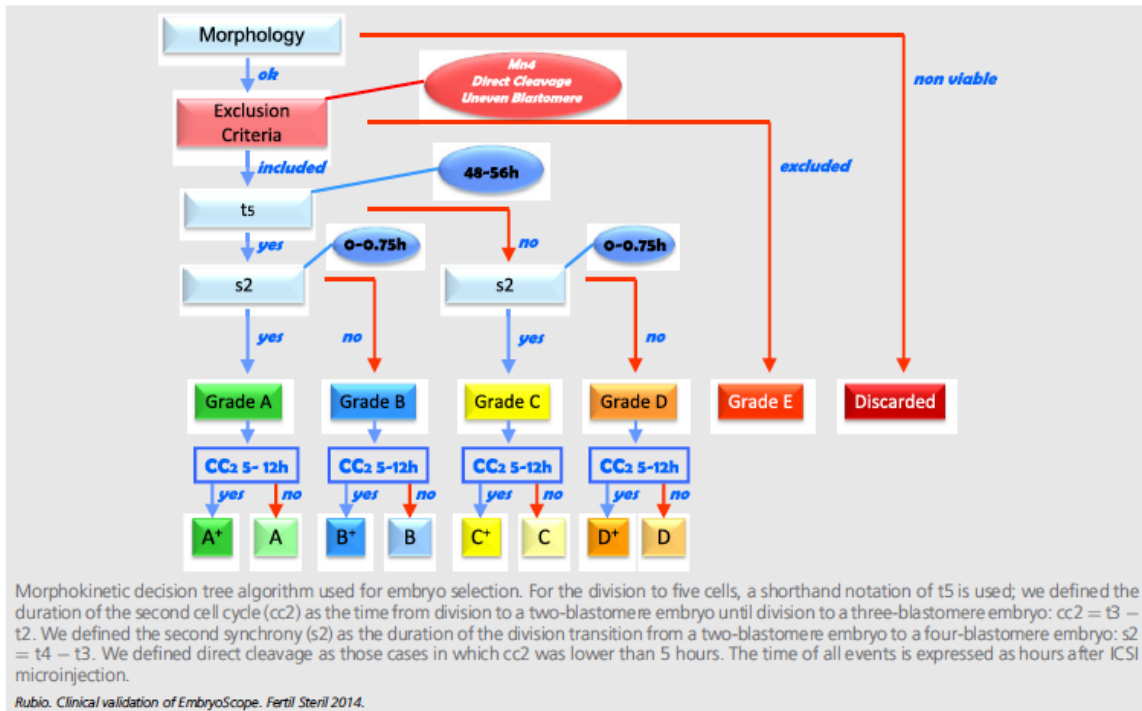 Morphology
ok
Mn4
Direct Cleavage
Uneven Blastomere
non viable
Exclusion
Criteria
included
48-56h
excluded
t5
yes
0-0.75h
no
0-0.75h
s2
s2
yes
no
yes
no
Grade A
Grade B
Grade C
Grade D
Grade E
Discarded
CC2 5- 12h
CC2 5-12h
CC2 5-12h
CC2 5-12h
yes
no
yes
no
yes
no
yes
no
A+
A
B+
B
C+
C
D+
D
Morphokinetic decision tree algorithm used for embryo selection. For the division to five cells, a shorthand notation of t5 is used; we defined the
duration of the second cell cycle (cc2) as the time from division to a two-blastomere embryo until division to a three-blastomere embryo: cc2 = t3 −
t2. We defined the second synchrony (s2) as the duration of the division transition from a two-blastomere embryo to a four-blastomere embryo: s2
= t4 − t3. We defined direct cleavage as those cases in which cc2 was lower than 5 hours. The time of all events is expressed as hours after ICSI
microinjection.
Rubio. Clinical validation of EmbryoScope. Fertil Steril 2014.